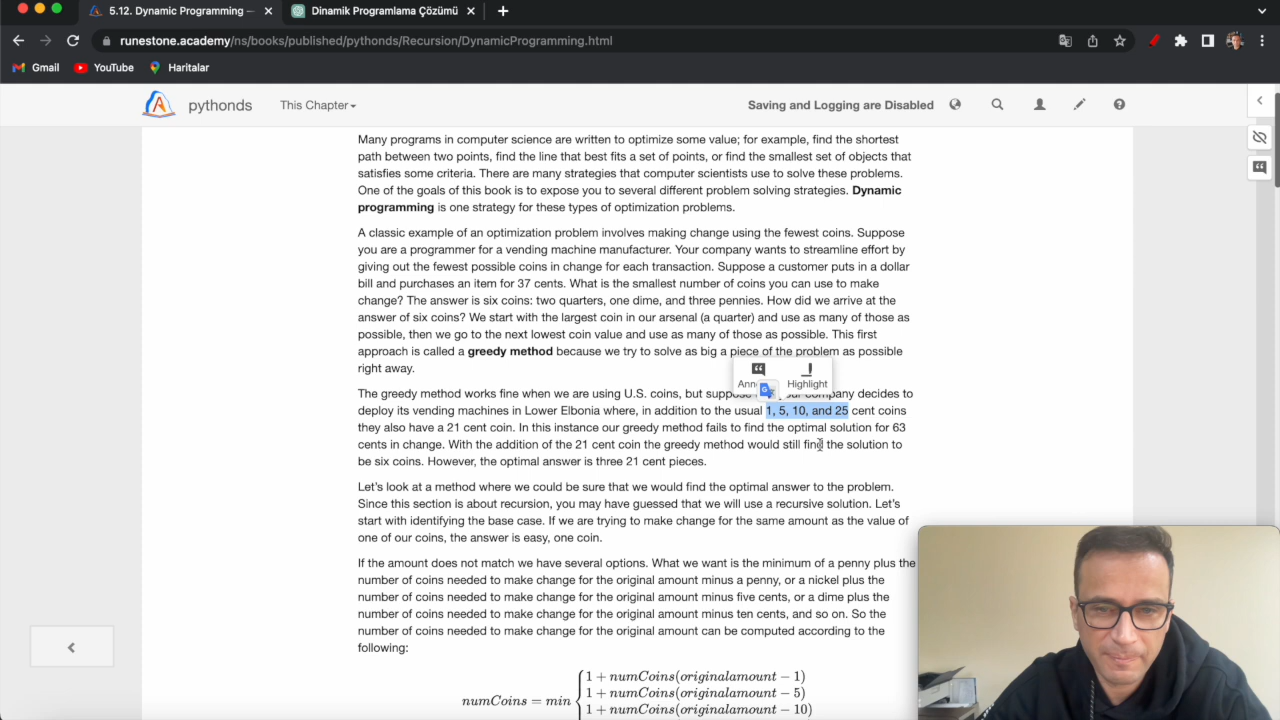 5.12. Dynamic Programming —
Dinamik Programlama Çözümü
runestone.academy/ns/books/published/pythonds/Recursion/DynamicProgramming.html
Gmail
YouTube
Haritalar
pythonds
This Chapter
Saving and Logging are Disabled
Many programs in computer science are written to optimize some value; for example, find the shortest
path between two points, find the line that best fits a set of points, or find the smallest set of objects that
satisfies some criteria. There are many strategies that computer scientists use to solve these problems.
One of the goals of this book is to expose you to several different problem solving strategies. Dynamic
programming is one strategy for these types of optimization problems.
A classic example of an optimization problem involves making change using the fewest coins. Suppose
you are a programmer for a vending machine manufacturer. Your company wants to streamline effort by
giving out the fewest possible coins in change for each transaction. Suppose a customer puts in a dollar
bill and purchases an item for 37 cents. What is the smallest number of coins you can use to make
change? The answer is six coins: two quarters, one dime, and three pennies. How did we arrive at the
answer of six coins? We start with the largest coin in our arsenal (a quarter) and use as many of those as
possible, then we go to the next lowest coin value and use as many of those as possible. This first
approach is called a greedy method because we try to solve as big a piece of the problem as possible
right away.
Highlight
The greedy method works fine when we are using U.S. coins, but company decides to
deploy its vending machines in Lower Elbonia where, in addition to the usual 1, 5, 10, and 25 cent coins
they also have a 21 cent coin. In this instance our greedy method fails to find the optimal solution for 63
cents in change. With the addition of the 21 cent coin the greedy method would still find the solution to
be six coins. However, the optimal answer is three 21 cent pieces.
Let's look at a method where we could be sure that we would find the optimal answer to the problem.
Since this section is about recursion, you may have guessed that we will use a recursive solution. Let's
start with identifying the base case. If we are trying to make change for the same amount as the value of
one of our coins, the answer is easy, one coin.
If the amount does not match we have several options. What we want is the minimum of a penny plus the
number of coins needed to make change for the original amount minus a penny, or a nickel plus the
number of coins needed to make change for the original amount minus five cents, or a dime plus the
number of coins needed to make change for the original amount minus ten cents, and so on. So the
number of coins needed to make change for the original amount can be computed according to the
following:
1 + numCoins(originalamount − 1)
1 + numCoins(originalamount − 5)
numCoins = min
1 + numCoins(originalamount − 10)